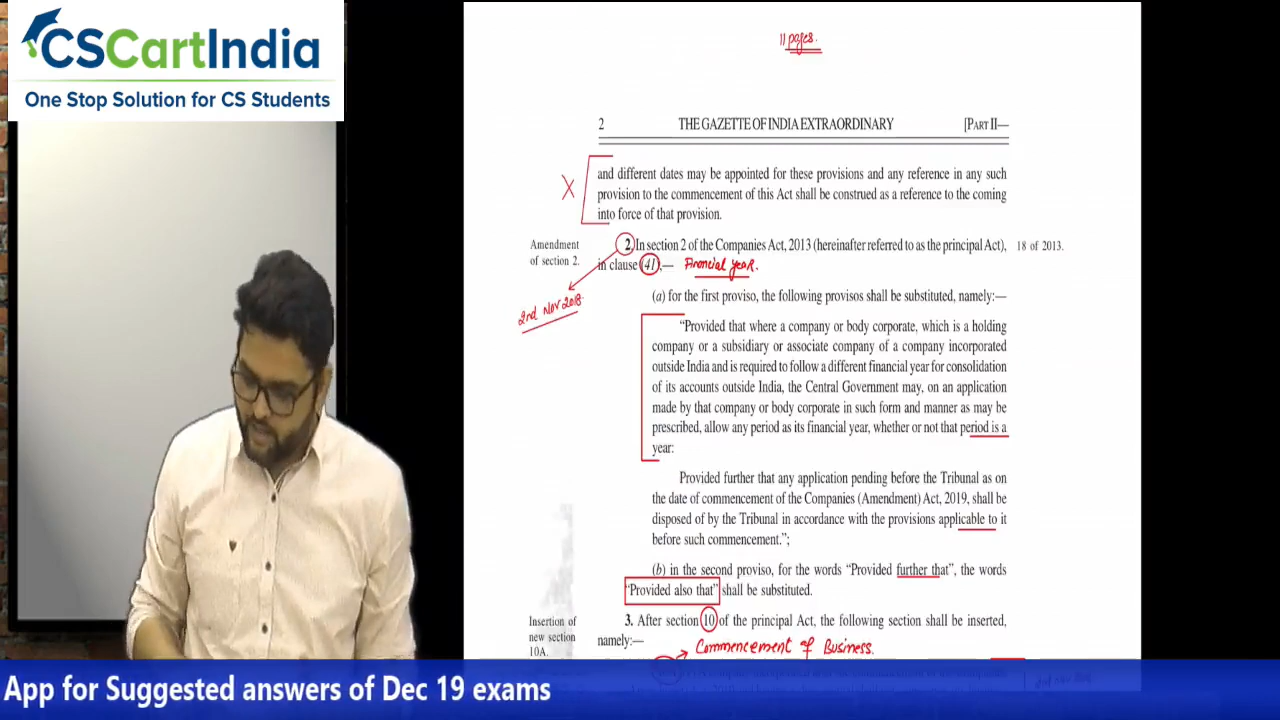 CSCartIndia
One Stop Solution for CS Students
11 pages.
2 THE GAZETTE OF INDIA EXTRAORDINARY [PART II—
and different dates may be appointed for these provisions and any reference in any such
provision to the commencement of this Act shall be construed as a reference to the coming
into force of that provision.
Amendment
of section 2.
2. In section 2 of the Companies Act, 2013 (hereinafter referred to as the principal Act),
18 of 2013.
in clause (41),— Financial year.
2nd Nov 2018.
(a) for the first proviso, the following provisos shall be substituted, namely:—
“Provided that where a company or body corporate, which is a holding
company or a subsidiary or associate company of a company incorporated
outside India and is required to follow a different financial year for consolidation
of its accounts outside India, the Central Government may, on an application
made by that company or body corporate in such form and manner as may be
prescribed, allow any period as its financial year, whether or not that period is a
year:
Provided further that any application pending before the Tribunal as on
the date of commencement of the Companies (Amendment) Act, 2019, shall be
disposed of by the Tribunal in accordance with the provisions applicable to it
before such commencement.”;
(b) in the second proviso, for the words “Provided further that”, the words
“Provided also that” shall be substituted.
Insertion of
new section
10A.
3. After section 10 of the principal Act, the following section shall be inserted,
namely:—
Commencement of Business.
App for Suggested answers of Dec 19 exams